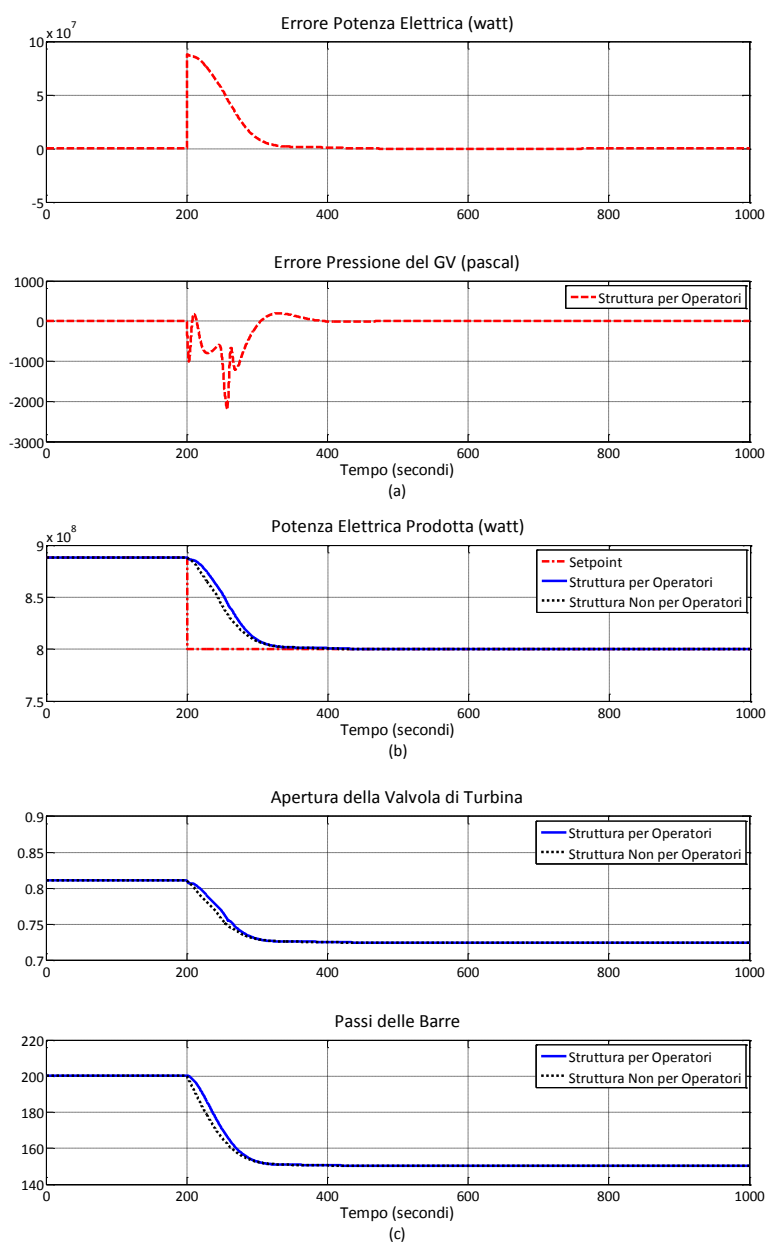 Errore Potenza Elettrica (watt)
x 10^7
10
5
0
-5
0 200 400 600 800 1000
Errore Pressione del GV (pascal)
1000
0
-1000
-2000
-3000
Struttura per Operatori
0 200 400 600 800 1000
Tempo (secondi)
(a)
Potenza Elettrica Prodotta (watt)
x 10^8
9
8.5
8
7.5
Setpoint
Struttura per Operatori
Struttura Non per Operatori
0 200 400 600 800 1000
Tempo (secondi)
(b)
Apertura della Valvola di Turbina
0.9
0.85
0.8
0.75
0.7
Struttura per Operatori
Struttura Non per Operatori
0 200 400 600 800 1000
Passi delle Barre
220
200
180
160
140
Struttura per Operatori
Struttura Non per Operatori
0 200 400 600 800 1000
Tempo (secondi)
(c)